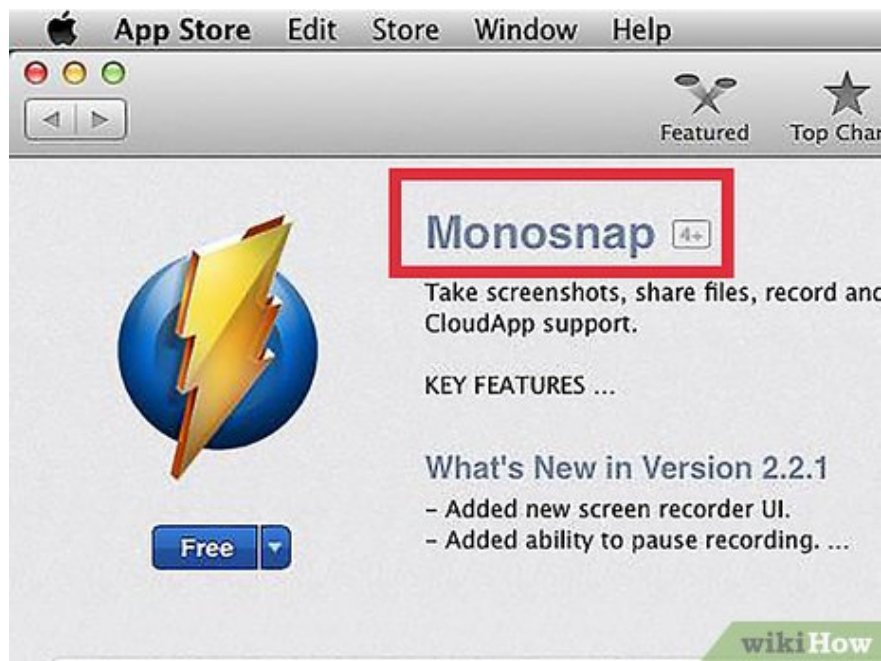 App Store Edit Store Window Help
Featured Top Char
Monosnap 4+
Take screenshots, share files, record and
CloudApp support.
KEY FEATURES ...
What's New in Version 2.2.1
– Added new screen recorder UI.
– Added ability to pause recording. ...
Free
wikiHow